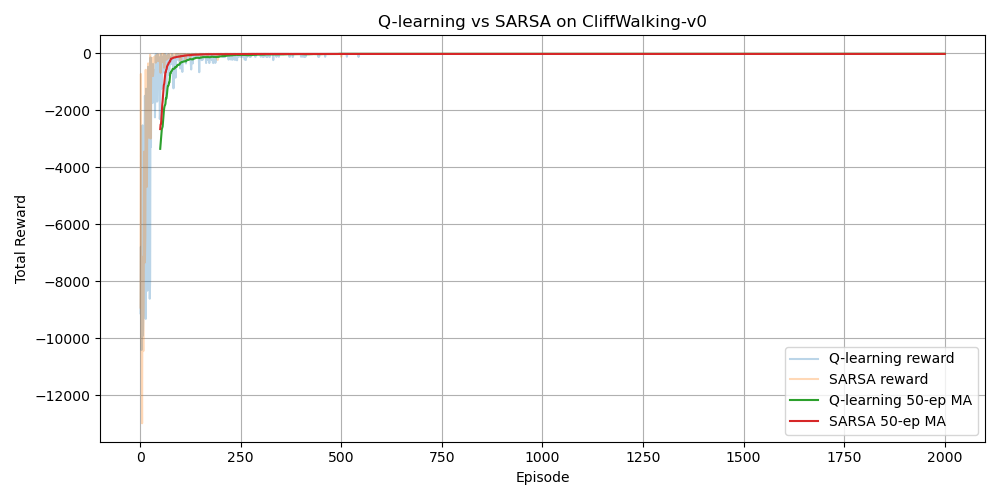 Q-learning vs SARSA on CliffWalking-v0
Total Reward
0
−2000
−4000
−6000
−8000
−10000
−12000
0 250 500 750 1000 1250 1500 1750 2000
Episode
Q-learning reward
SARSA reward
Q-learning 50-ep MA
SARSA 50-ep MA